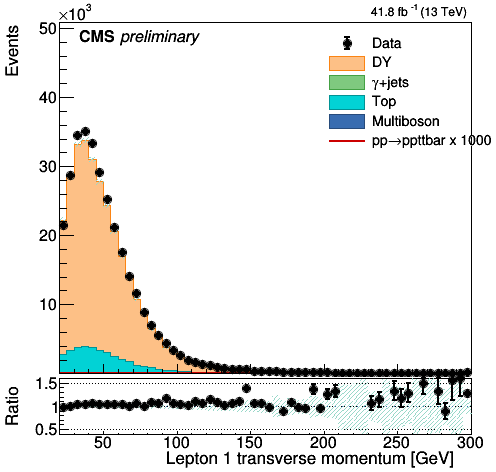 ×10³
41.8 fb⁻¹ (13 TeV)
CMS preliminary
Events
50
40
30
20
10
0
Data
DY
γ+jets
Top
Multiboson
pp→ppttbar x 1000
Ratio
1.5
1
0.5
50 100 150 200 250 300
Lepton 1 transverse momentum [GeV]